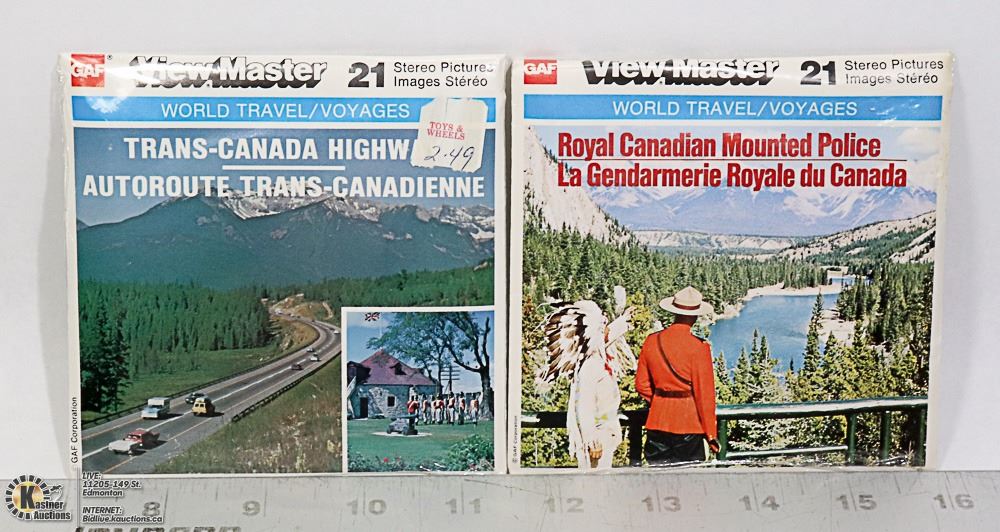 GAF
View-Master
21
Stereo Pictures
Images Stéréo
WORLD TRAVEL/VOYAGES
TOYS &
WHEELS
2.49
TRANS-CANADA HIGHW
AUTOROUTE TRANS-CANADIENNE
© GAF Corporation
GAF
View-Master
21
Stereo Pictures
Images Stéréo
WORLD TRAVEL/VOYAGES
Royal Canadian Mounted Police
La Gendarmerie Royale du Canada
© GAF Corporation
Kastner
Auctions
LIVE:
11205-149 St.
Edmonton
INTERNET:
Bidlive.kauctions.ca
8 9 10 11 12 13 14 15 16